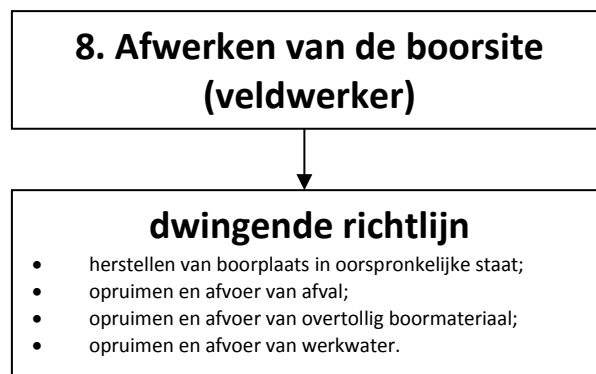 8. Afwerken van de boorsite
(veldwerker)
dwingende richtlijn
• herstellen van boorplaats in oorspronkelijke staat;
• opruimen en afvoer van afval;
• opruimen en afvoer van overtollig boormateriaal;
• opruimen en afvoer van werkwater.